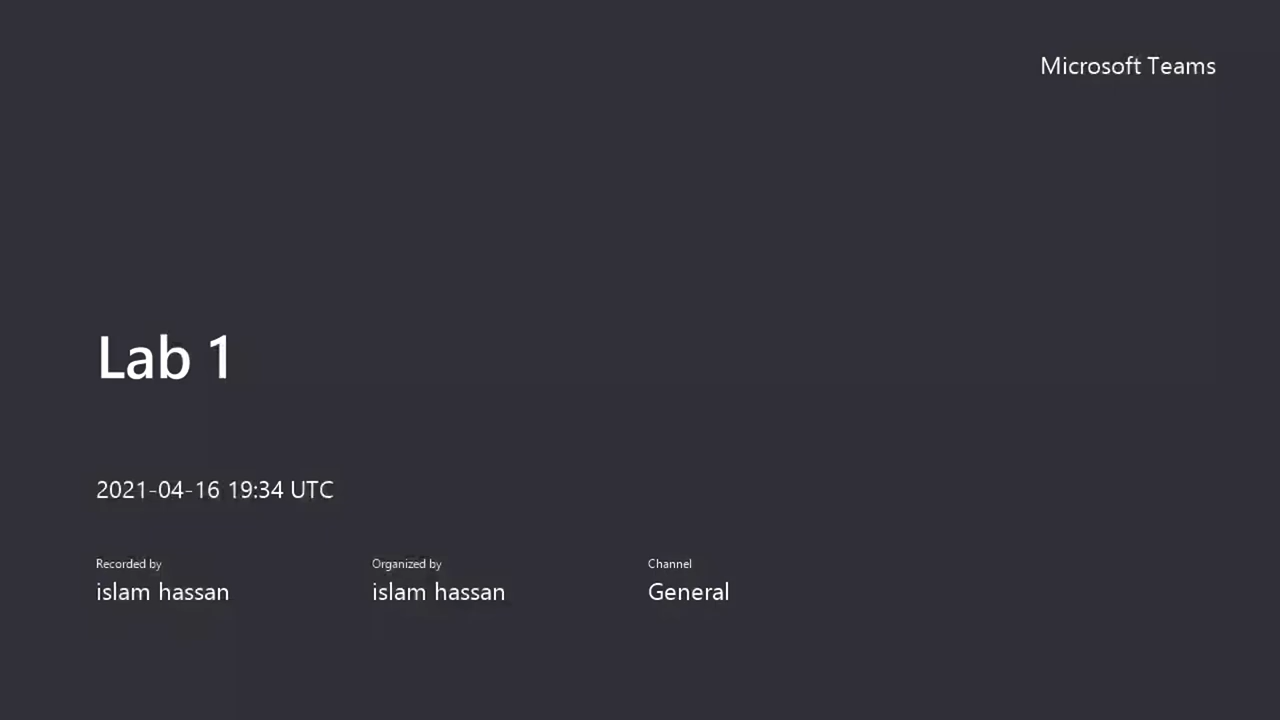 Microsoft Teams
Lab 1
2021-04-16 19:34 UTC
Recorded by
islam hassan
Organized by
islam hassan
Channel
General